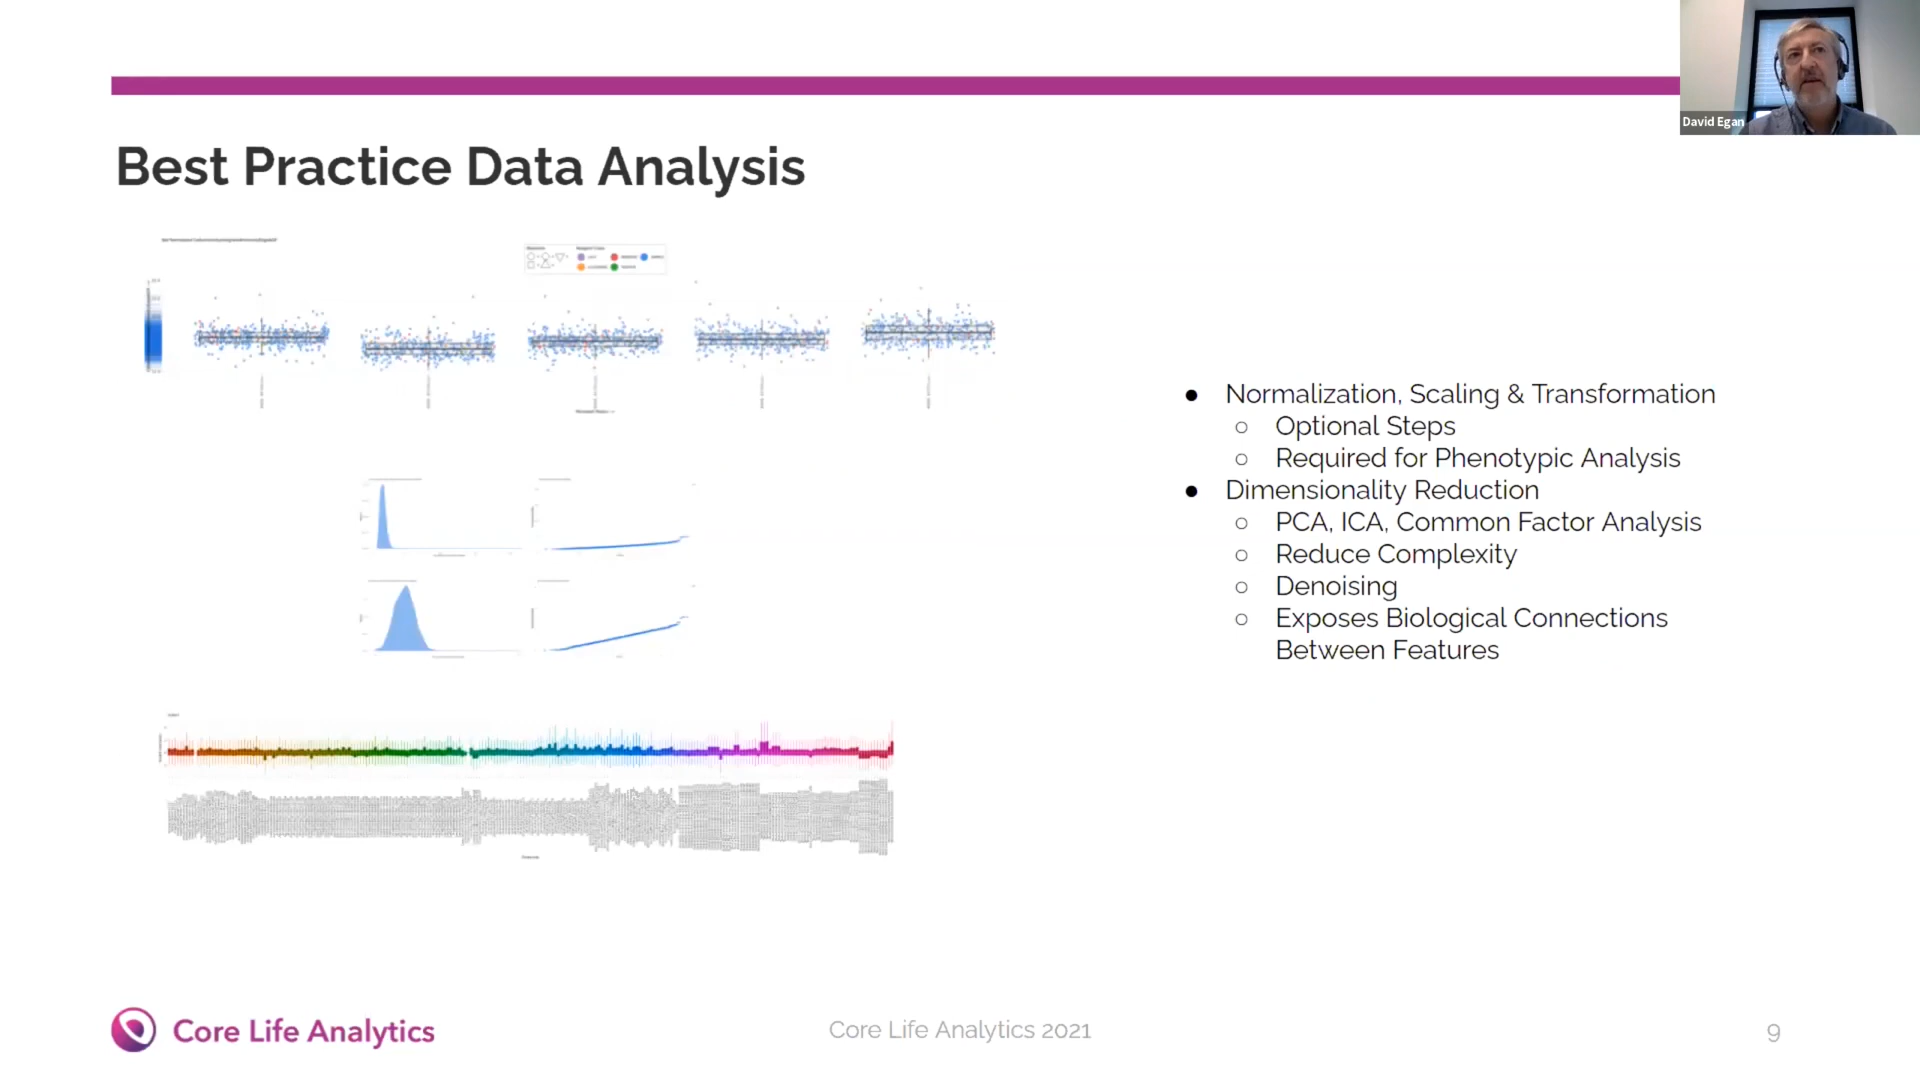 David Egan
Best Practice Data Analysis
● Normalization, Scaling & Transformation
○ Optional Steps
○ Required for Phenotypic Analysis
● Dimensionality Reduction
○ PCA, ICA, Common Factor Analysis
○ Reduce Complexity
○ Denoising
○ Exposes Biological Connections
Between Features
Core Life Analytics
Core Life Analytics 2021
9